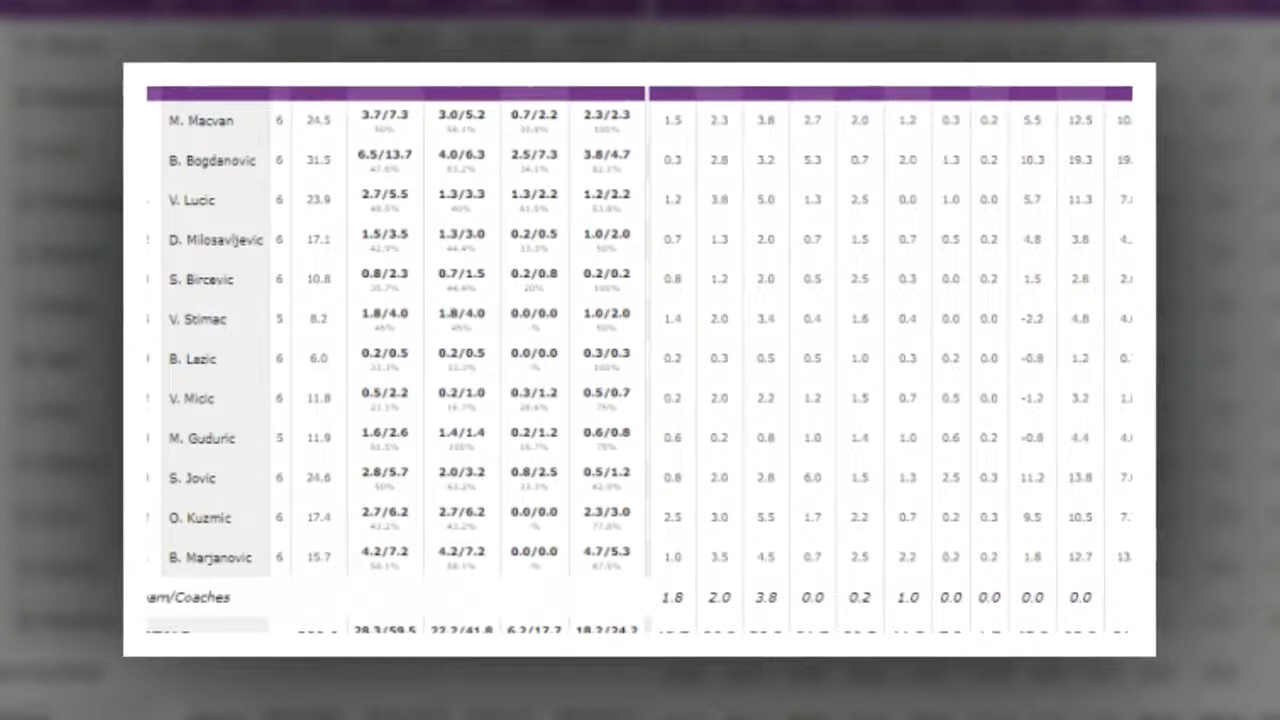 M. Macvan 6 24.5 3.7/7.3 3.0/5.2 0.7/2.2 2.3/2.3 1.5 2.3 3.8 2.7 2.0 1.2 0.3 0.2 5.5 12.5 10.
50% 100%
B. Bogdanovic 6 31.5 6.5/13.7 4.0/6.3 2.5/7.3 3.8/4.7 0.3 2.8 3.2 5.3 0.7 2.0 1.3 0.2 10.3 19.3 19.
47.6% 63.2% 34.1% 82.1%
V. Lucic 6 23.9 2.7/5.5 1.3/3.3 1.3/2.2 1.2/2.2 1.2 3.8 5.0 1.3 2.5 0.0 1.0 0.0 5.7 11.3 7.
40% 61.5% 53.8%
D. Milosavljevic 6 17.1 1.5/3.5 1.3/3.0 0.2/0.5 1.0/2.0 0.7 1.3 2.0 0.7 1.5 0.7 0.5 0.2 4.8 3.8 4.
42.9% 44.4% 33.3% 50%
S. Bircevic 6 10.8 0.8/2.3 0.7/1.5 0.2/0.8 0.2/0.2 0.8 1.2 2.0 0.5 2.5 0.3 0.0 0.2 1.5 2.8 2.
35.7% 44.4% 20% 100%
V. Stimac 5 8.2 1.8/4.0 1.8/4.0 0.0/0.0 1.0/2.0 1.4 2.0 3.4 0.4 1.6 0.4 0.0 0.0 -2.2 4.8 4.
45% 45% % 50%
B. Lazic 6 6.0 0.2/0.5 0.2/0.5 0.0/0.0 0.3/0.3 0.2 0.3 0.5 0.5 1.0 0.3 0.2 0.0 -0.8 1.2 0.
33.3% 33.3% % 100%
V. Micic 6 11.8 0.5/2.2 0.2/1.0 0.3/1.2 0.5/0.7 0.2 2.0 2.2 1.2 1.5 0.7 0.5 0.0 -1.2 3.2 1.
23.1% 16.7% 28.6% 75%
M. Guduric 5 11.9 1.6/2.6 1.4/1.4 0.2/1.2 0.6/0.8 0.6 0.2 0.8 1.0 1.4 1.0 0.6 0.2 -0.8 4.4 4.
61.5% 100% 16.7% 75%
S. Jovic 6 24.6 2.8/5.7 2.0/3.2 0.8/2.5 0.5/1.2 0.8 2.0 2.8 6.0 1.5 1.3 2.5 0.3 11.2 13.8 7.
50% 63.2% 33.3% 42.9%
O. Kuzmic 6 17.4 2.7/6.2 2.7/6.2 0.0/0.0 2.3/3.0 2.5 3.0 5.5 1.7 2.2 0.7 0.2 0.3 9.5 10.5 7.
43.2% 43.2% % 77.8%
B. Marjanovic 6 15.7 4.2/7.2 4.2/7.2 0.0/0.0 4.7/5.3 1.0 3.5 4.5 0.7 2.5 2.2 0.2 0.2 1.8 12.7 13.
58.1% 58.1% % 87.5%
am/Coaches 1.8 2.0 3.8 0.0 0.2 1.0 0.0 0.0 0.0 0.0
28.3/59.5 22.2/41.8 6.2/17.7 18.2/24.2